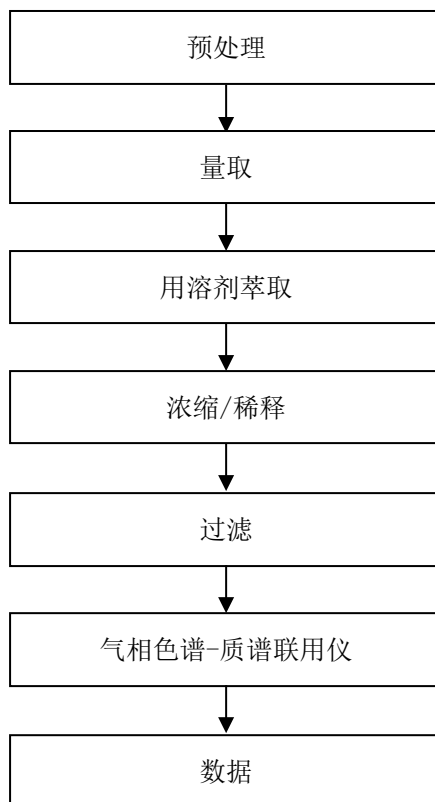 预处理
量取
用溶剂萃取
浓缩/稀释
过滤
气相色谱-质谱联用仪
数据